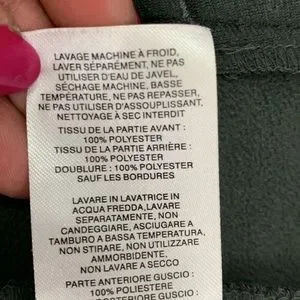 LAVAGE MACHINE À FROID,
LAVER SÉPARÉMENT, NE PAS
UTILISER D'EAU DE JAVEL,
SÉCHAGE MACHINE, BASSE
TEMPÉRATURE, NE PAS REPASSER,
NE PAS UTILISER D'ASSOUPLISSANT,
NETTOYAGE À SEC INTERDIT
TISSU DE LA PARTIE AVANT :
100% POLYESTER
TISSU DE LA PARTIE ARRIÈRE :
100% POLYESTER
DOUBLURE : 100% POLYESTER
SAUF LES BORDURES
LAVARE IN LAVATRICE IN
ACQUA FREDDA, LAVARE
SEPARATAMENTE, NON
CANDEGGIARE, ASCIUGARE A
TAMBURO A BASSA TEMPERATURA,
NON STIRARE, NON UTILIZZARE
AMMORBIDENTE,
NON LAVARE A SECCO
PARTE ANTERIORE GUSCIO :
100% POLIESTERE
POSTERIORE GUSCIO :